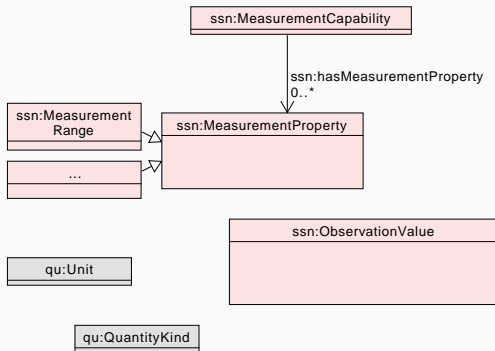 ssn:MeasurementCapability
ssn:hasMeasurementProperty
0..*
ssn:Measurement
Range
ssn:MeasurementProperty
...
ssn:ObservationValue
qu:Unit
qu:QuantityKind